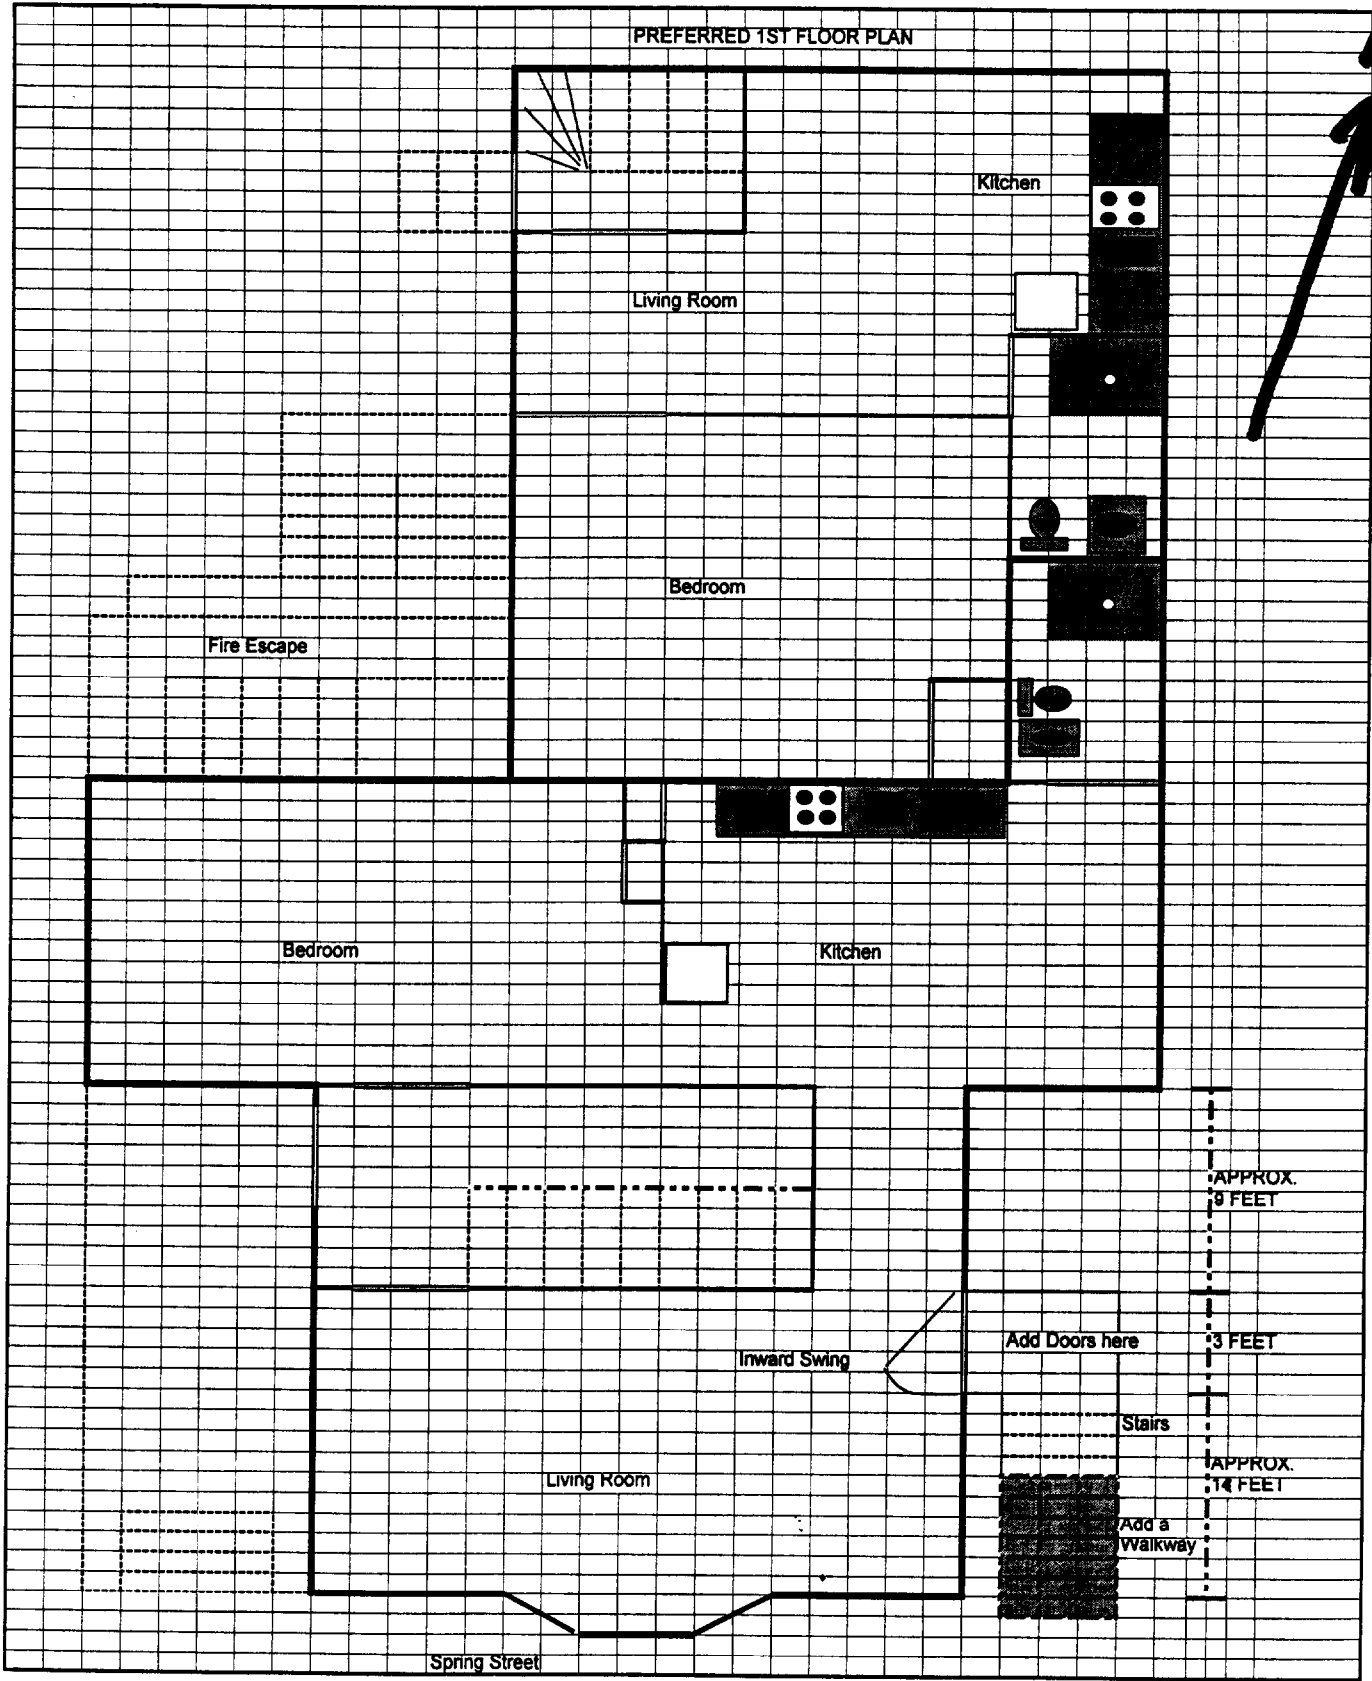 PREFERRED 1ST FLOOR PLAN
Kitchen
Living Room
Bedroom
Fire Escape
Bedroom
Kitchen
APPROX.
9 FEET
Inward Swing
Add Doors here
3 FEET
Stairs
Living Room
APPROX.
FEET
Add a
Walkway
Spring Street